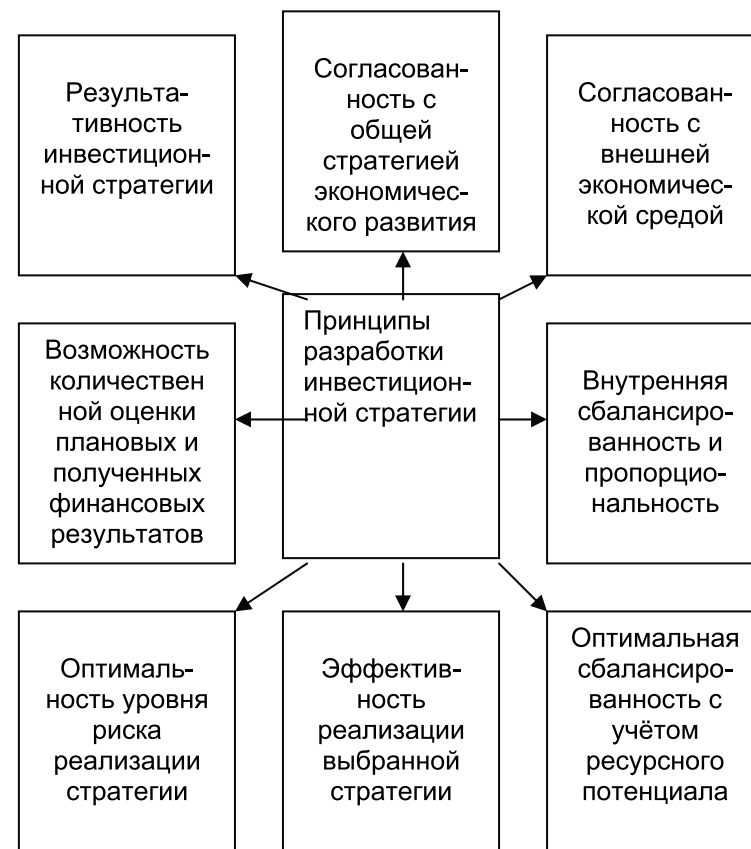 Результа-
тивность
инвестицион-
ной стратегии
Согласован-
ность с
общей
стратегией
экономичес-
кого развития
Согласован-
ность с
внешней
экономичес-
кой средой
Возможность
количествен
ной оценки
плановых и
полученных
финансовых
результатов
Принципы
разработки
инвестицион-
ной стратегии
Внутренняя
сбалансиро-
ванность и
пропорцио-
нальность
Оптималь-
ность уровня
риска
реализации
стратегии
Эффектив-
ность
реализации
выбранной
стратегии
Оптимальная
сбалансиро-
ванность с
учётом
ресурсного
потенциала